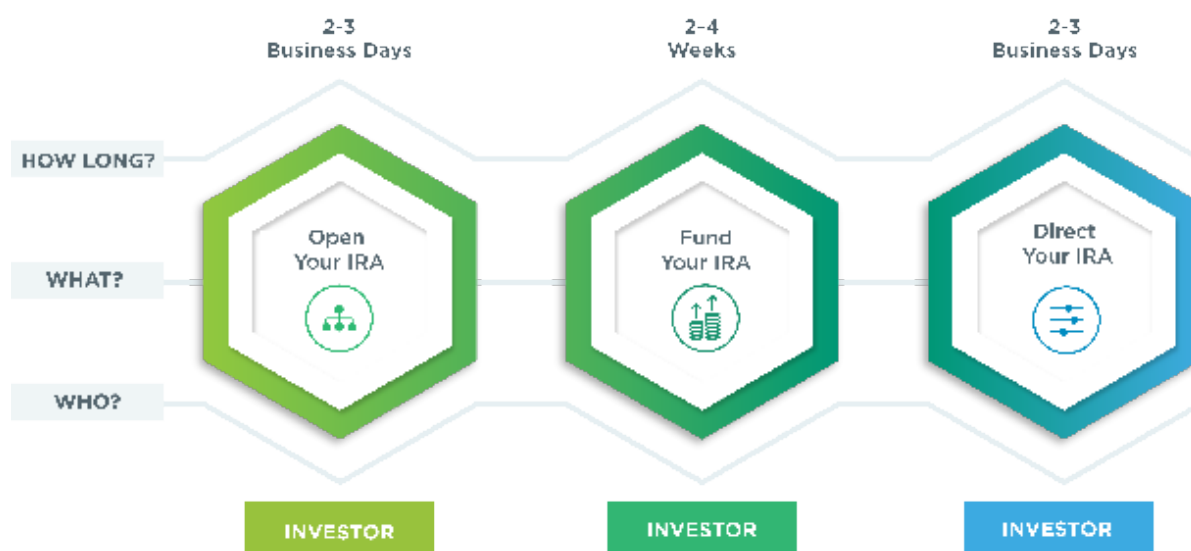 2-3
Business Days
2-4
Weeks
2-3
Business Days
HOW LONG?
WHAT?
Open
Your IRA
Fund
Your IRA
Direct
Your IRA
WHO?
INVESTOR
INVESTOR
INVESTOR